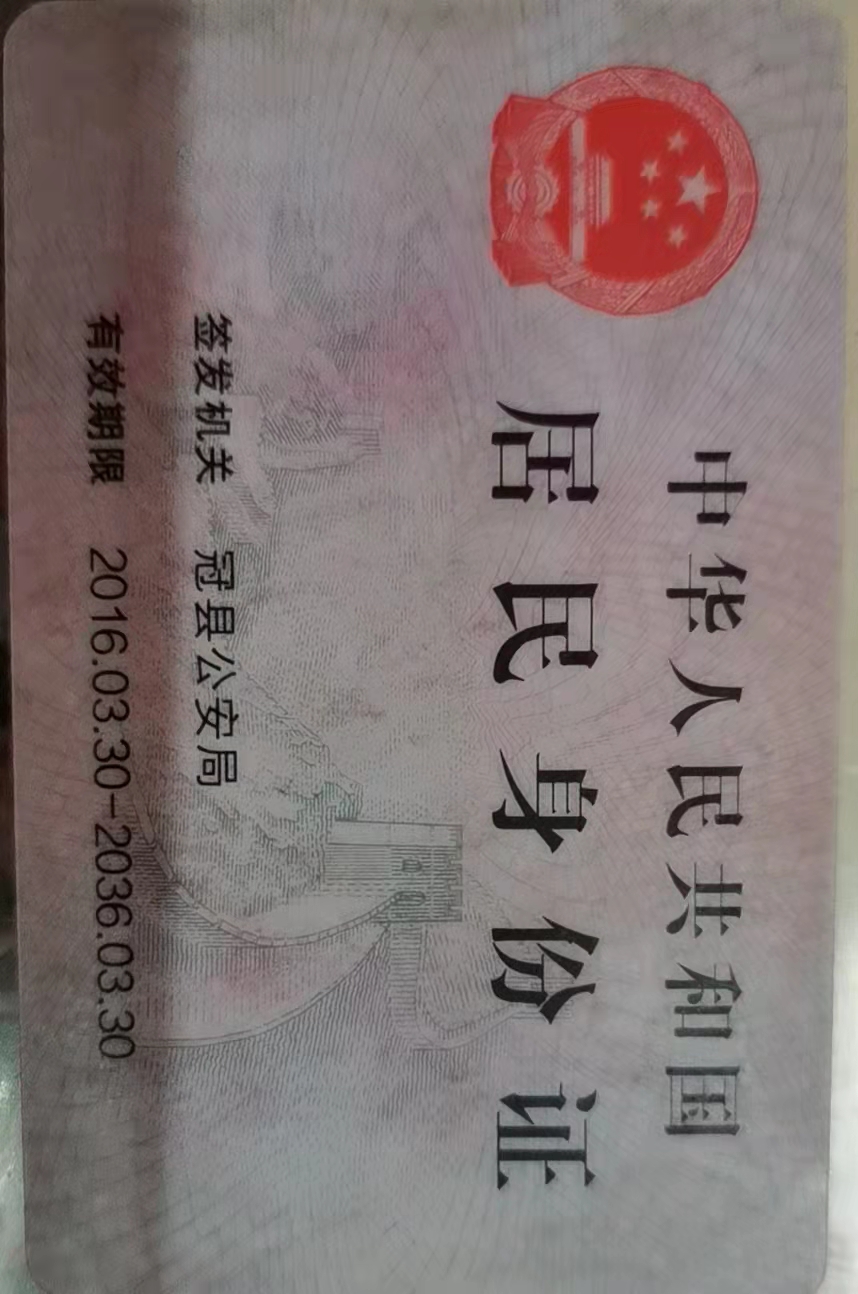 中华人民共和国
居民身份证
签发机关 冠县公安局
有效期限 2016.03.30-2036.03.30